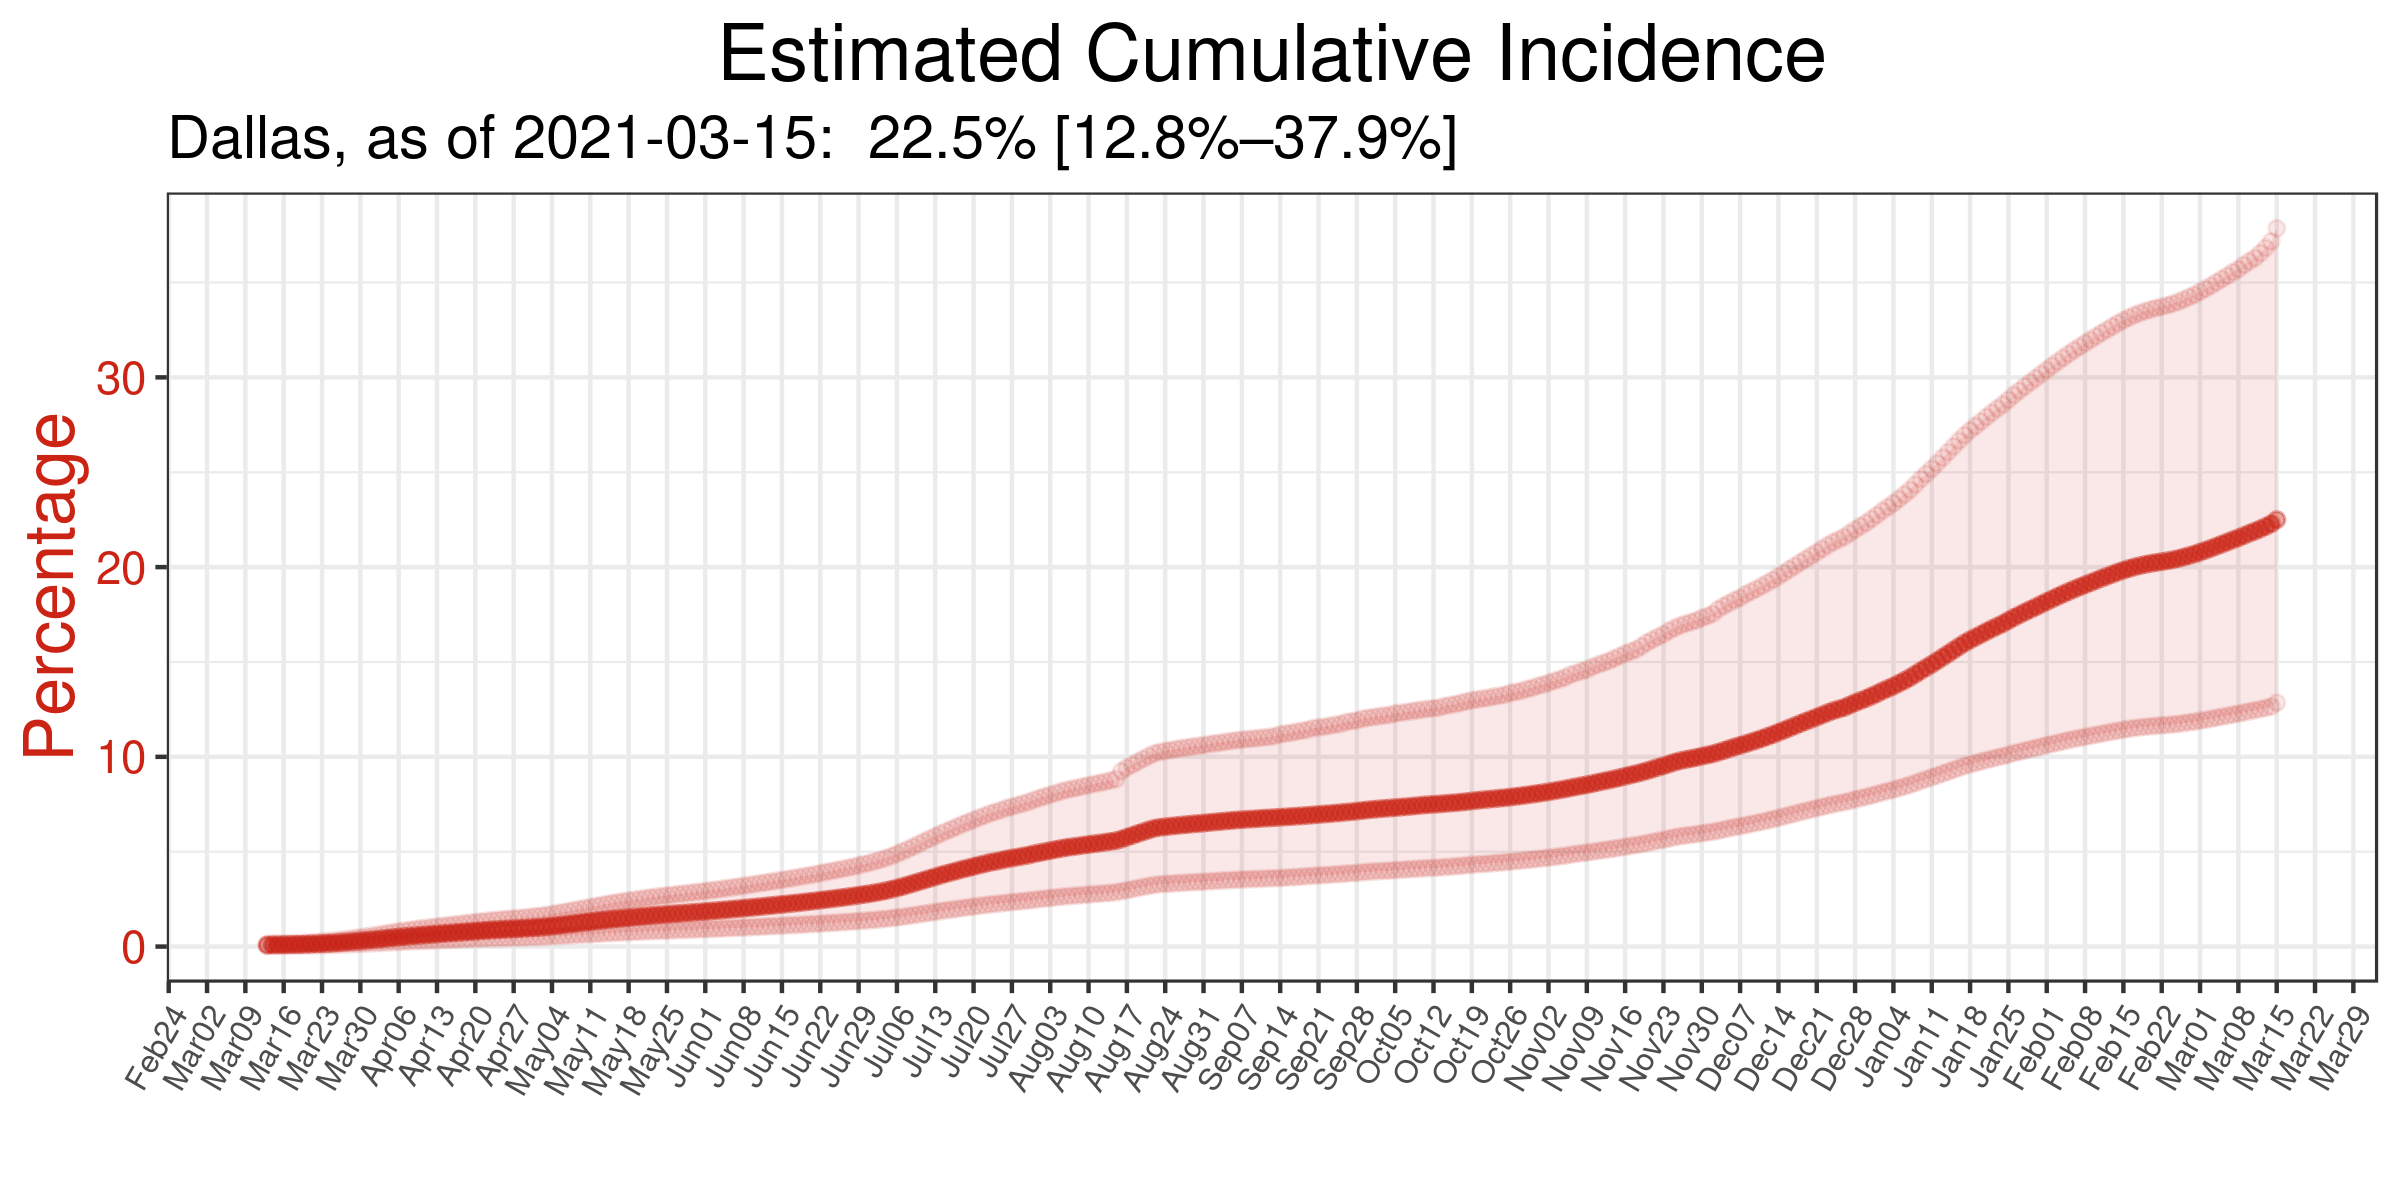 Estimated Cumulative Incidence
Dallas, as of 2021-03-15:  22.5% [12.8%–37.9%]
Percentage
30
20
10
0
Feb24
Mar02
Mar09
Mar16
Mar23
Mar30
Apr06
Apr13
Apr20
Apr27
May04
May11
May18
May25
Jun01
Jun08
Jun15
Jun22
Jun29
Jul06
Jul13
Jul20
Jul27
Aug03
Aug10
Aug17
Aug24
Aug31
Sep07
Sep14
Sep21
Sep28
Oct05
Oct12
Oct19
Oct26
Nov02
Nov09
Nov16
Nov23
Nov30
Dec07
Dec14
Dec21
Dec28
Jan04
Jan11
Jan18
Jan25
Feb01
Feb08
Feb15
Feb22
Mar01
Mar08
Mar15
Mar22
Mar29